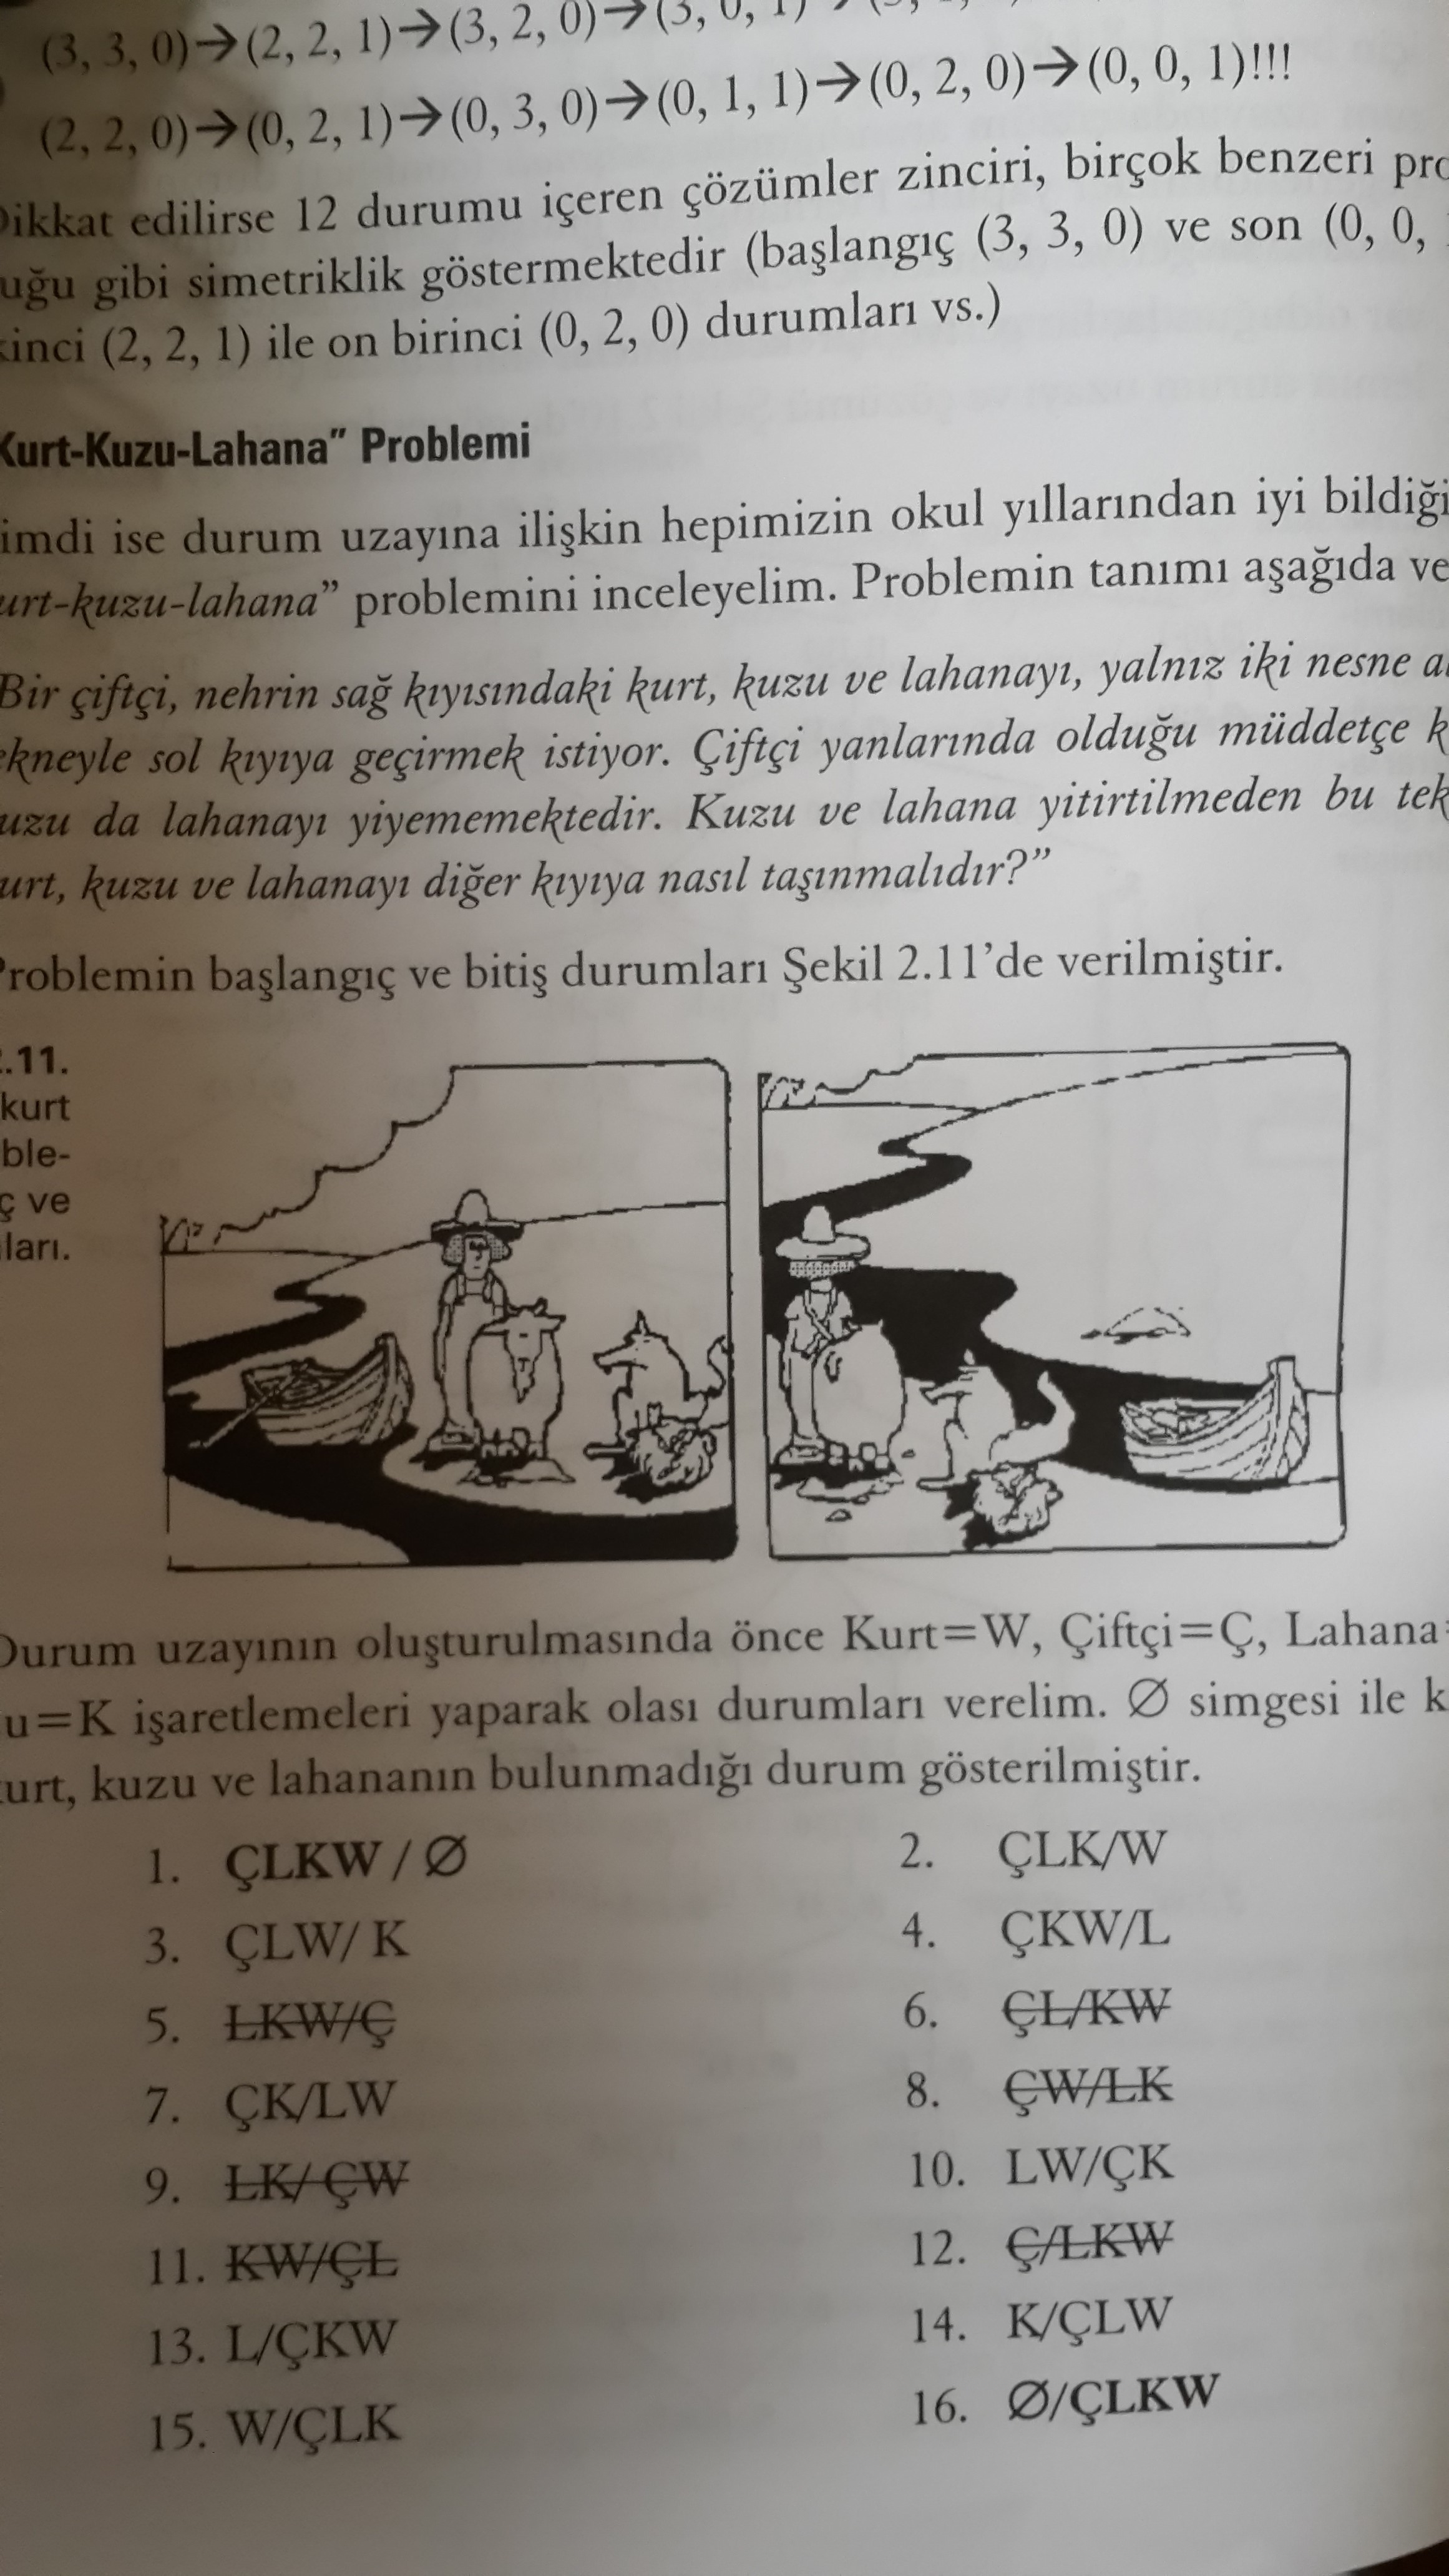 (3, 3, 0)→(2, 2, 1)→(3, 2, 0)→(3, 0, 1)
(2, 2, 0)→(0, 2, 1)→(0, 3, 0)→(0, 1, 1)→(0, 2, 0)→(0, 0, 1)!!!
Dikkat edilirse 12 durumu içeren çözümler zinciri, birçok benzeri
uğu gibi simetriklik göstermektedir (başlangıç (3, 3, 0) ve son (0, 0,
kinci (2, 2, 1) ile on birinci (0, 2, 0) durumları vs.)
Kurt-Kuzu-Lahana" Problemi
imdi ise durum uzayına ilişkin hepimizin okul yıllarından iyi bildiği
urt-kuzu-lahana" problemini inceleyelim. Problemin tanımı aşağıda
Bir çiftçi, nehrin sağ kıyısındaki kurt, kuzu ve lahanayı, yalnız iki nesne
ekneyle sol kıyıya geçirmek istiyor. Çiftçi yanlarında olduğu müddetçe
uzu da lahanayı yiyememektedir. Kuzu ve lahana yitirtilmeden bu tek
urt, kuzu ve lahanayı diğer kıyıya nasıl taşınmalıdır?"
Problemin başlangıç ve bitiş durumları Şekil 2.11'de verilmiştir.
.11.
kurt
ble-
ç ve
ları.
Durum uzayının oluşturulmasında önce Kurt=W, Çiftçi=Ç, Lahana=
u=K işaretlemeleri yaparak olası durumları verelim. Ø simgesi ile
urt, kuzu ve lahananın bulunmadığı durum gösterilmiştir.
1. ÇLKW / Ø 2. ÇLK/W
3. ÇLW/ K 4. ÇKW/L
5. LKW/Ç 6. ÇL/KW
7. ÇK/LW 8. ÇW/LK
9. LK/ ÇW 10. LW/ÇK
11. KW/ÇL 12. Ç/LKW
13. L/ÇKW 14. K/ÇLW
15. W/ÇLK 16. Ø/ÇLKW